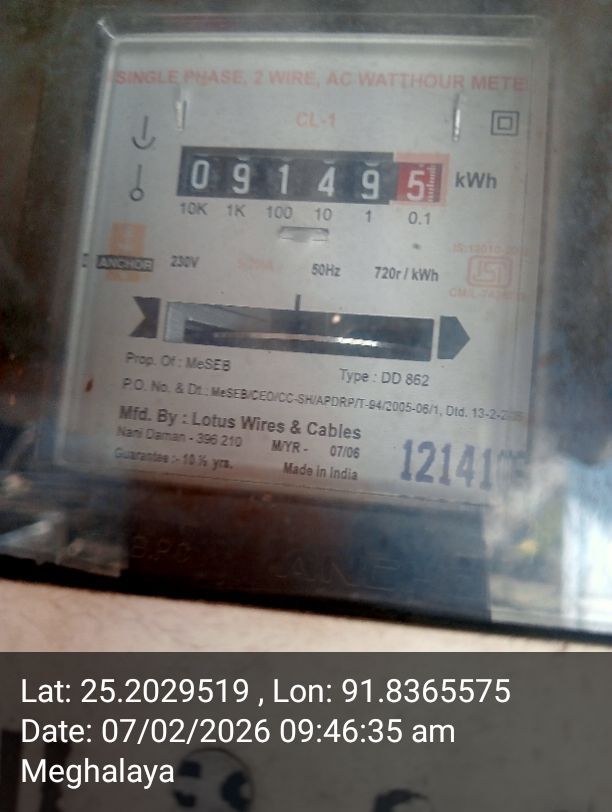 SINGLE PHASE, 2 WIRE, AC WATTHOUR METE
CL-1
0 9 1 4 9 5 kWh
10K 1K 100 10 1 0.1
ANCHOR 230V 50Hz 720r / kWh
ISI
Prop. Of : MeSEB
Type : DD 862
P.O. No. & Dt.: MeSEB/CEO/CC-SH/APDRP/T-94/2005-06/1, Dtd. 13-2-
Mfd. By : Lotus Wires & Cables
Nani Daman - 396 210 M/YR - 07/06
Guarantee :- 10 ½ yrs. Made in India
12141
Lat: 25.2029519 , Lon: 91.8365575
Date: 07/02/2026 09:46:35 am
Meghalaya